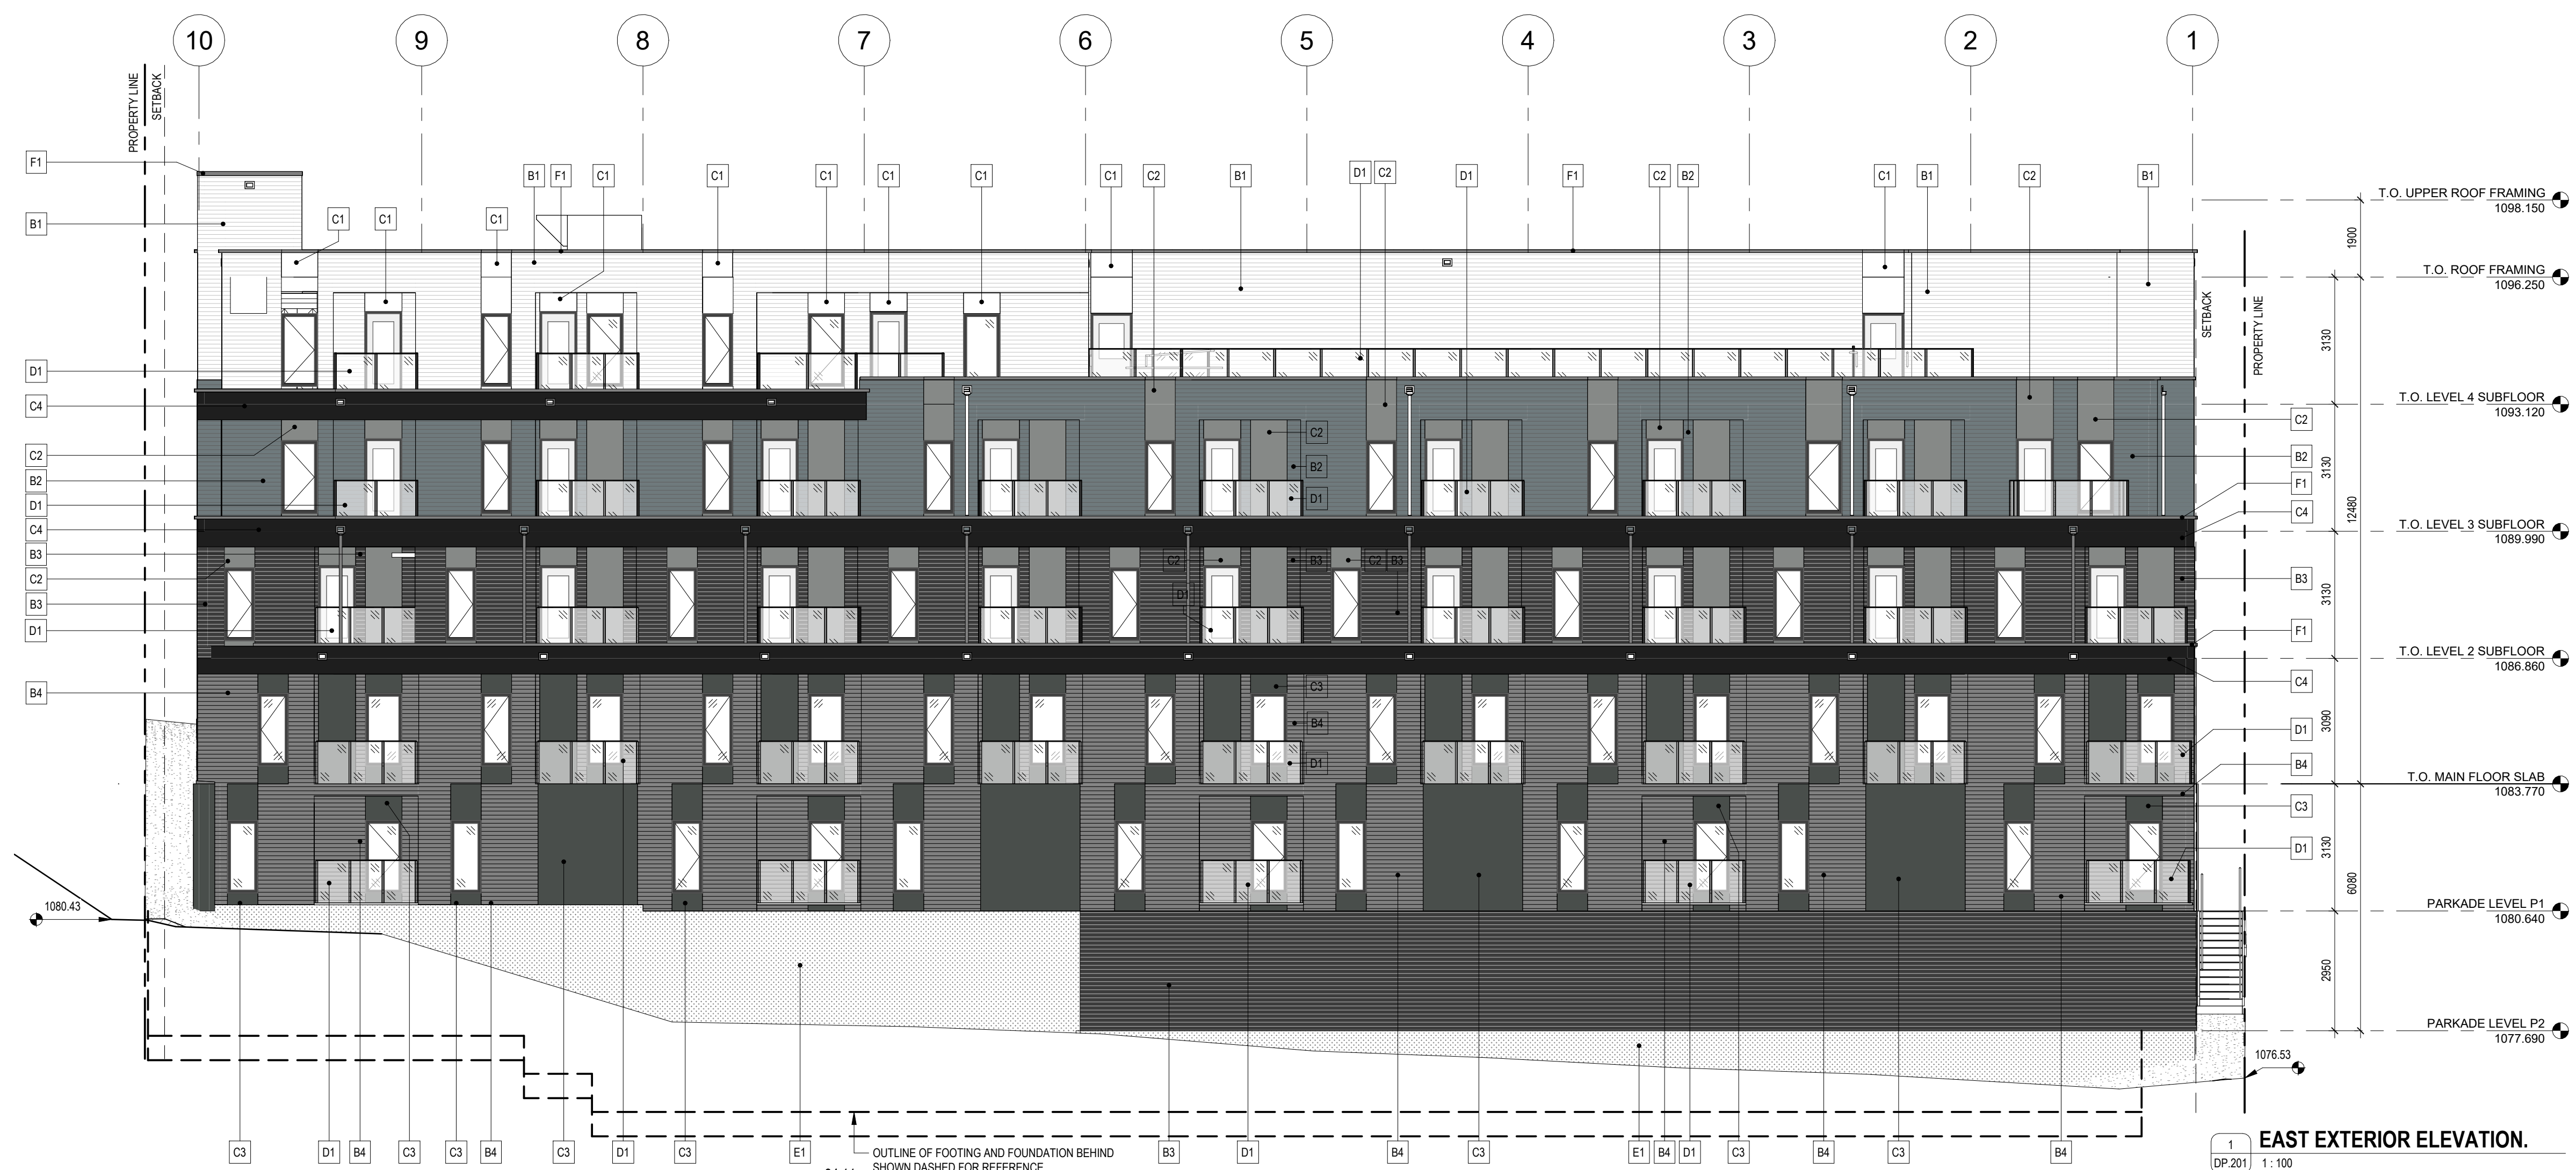 10 9 8 7 6 5 4 3 2 1
PROPERTY LINE
SETBACK
F1
B1
B1 F1 C1 C1 C1 C1 C1 C1 C2 B1 D1 C2 D1 F1 C2 B2 C1 B1 C2 B1
C1 C1 C1
T.O. UPPER ROOF FRAMING
1098.150
1900
T.O. ROOF FRAMING
1096.250
SETBACK
PROPERTY LINE
3130
D1
C4
T.O. LEVEL 4 SUBFLOOR
1093.120
C2
C2
C2
B2
B2
B2
3130
D1
D1
F1
C4
C4
12480
T.O. LEVEL 3 SUBFLOOR
1089.990
B3
C2 B3 C2 C2 B3
C2
B3
B3
D1
3130
D1
F1
T.O. LEVEL 2 SUBFLOOR
1086.860
B4
C3
C4
B4
D1
3090
D1
B4
T.O. MAIN FLOOR SLAB
1083.770
C3
D1
3130
6080
1080.43
PARKADE LEVEL P1
1080.640
2950
PARKADE LEVEL P2
1077.690
1076.53
C3 D1 B4 C3 C3 B4 C3 D1 C3 E1 B3 D1 B4 C3 E1 B4 D1 C3 B4 C3 B4
OUTLINE OF FOOTING AND FOUNDATION BEHIND
SHOWN DASHED FOR REFERENCE
1
DP.201
EAST EXTERIOR ELEVATION.
1 : 100